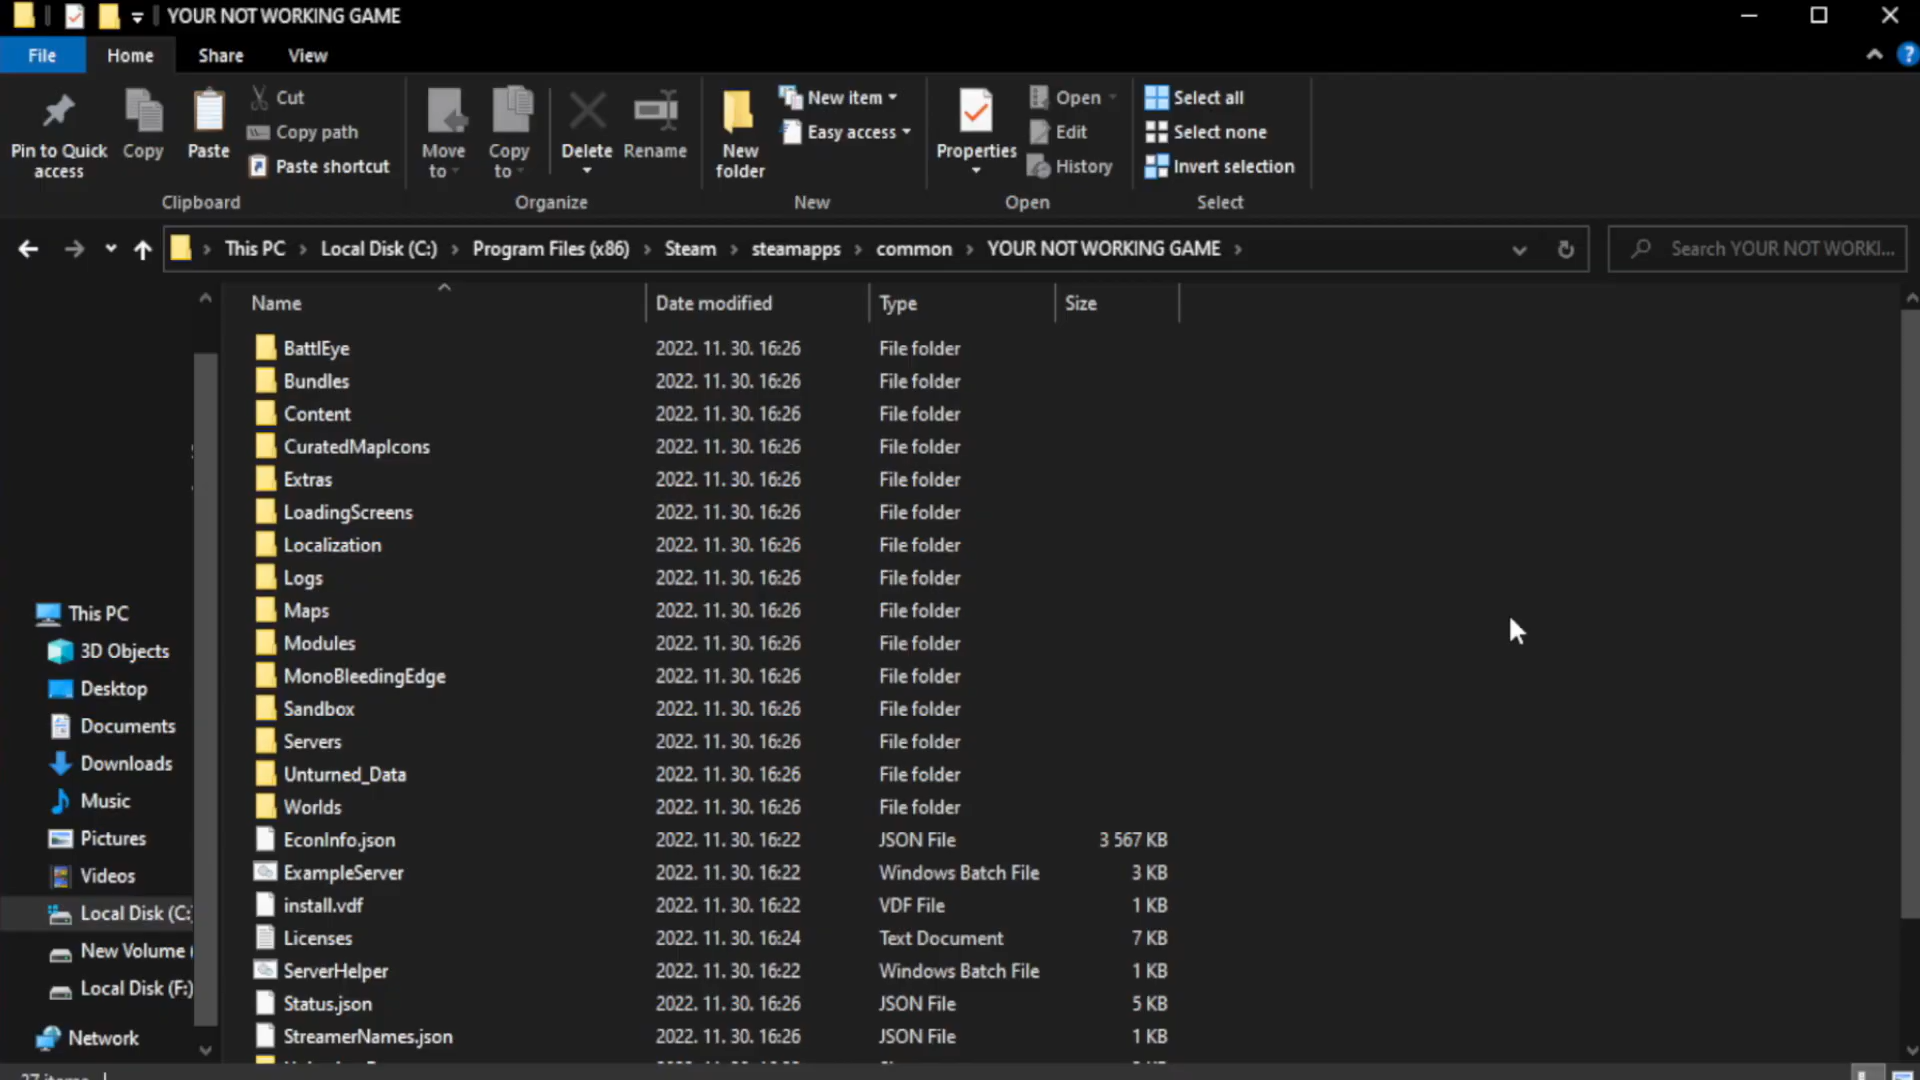 YOUR NOT WORKING GAME
File Home Share View
Pin to Quick access
Copy
Paste
Cut
Copy path
Paste shortcut
Move to
Copy to
Delete
Rename
New folder
New item
Easy access
Properties
Open
Edit
History
Select all
Select none
Invert selection
Clipboard Organize New Open Select
This PC Local Disk (C:) Program Files (x86) Steam steamapps common YOUR NOT WORKING GAME
Search YOUR NOT WORKI...
This PC
3D Objects
Desktop
Documents
Downloads
Music
Pictures
Videos
Local Disk (C:)
New Volume (
Local Disk (F:)
Network
Name Date modified Type Size
BattlEye 2022. 11. 30. 16:26 File folder
Bundles 2022. 11. 30. 16:26 File folder
Content 2022. 11. 30. 16:26 File folder
CuratedMapIcons 2022. 11. 30. 16:26 File folder
Extras 2022. 11. 30. 16:26 File folder
LoadingScreens 2022. 11. 30. 16:26 File folder
Localization 2022. 11. 30. 16:26 File folder
Logs 2022. 11. 30. 16:26 File folder
Maps 2022. 11. 30. 16:26 File folder
Modules 2022. 11. 30. 16:26 File folder
MonoBleedingEdge 2022. 11. 30. 16:26 File folder
Sandbox 2022. 11. 30. 16:26 File folder
Servers 2022. 11. 30. 16:26 File folder
Unturned_Data 2022. 11. 30. 16:26 File folder
Worlds 2022. 11. 30. 16:26 File folder
EconInfo.json 2022. 11. 30. 16:22 JSON File 3 567 KB
ExampleServer 2022. 11. 30. 16:22 Windows Batch File 3 KB
install.vdf 2022. 11. 30. 16:22 VDF File 1 KB
Licenses 2022. 11. 30. 16:24 Text Document 7 KB
ServerHelper 2022. 11. 30. 16:22 Windows Batch File 1 KB
Status.json 2022. 11. 30. 16:26 JSON File 5 KB
StreamerNames.json 2022. 11. 30. 16:26 JSON File 1 KB